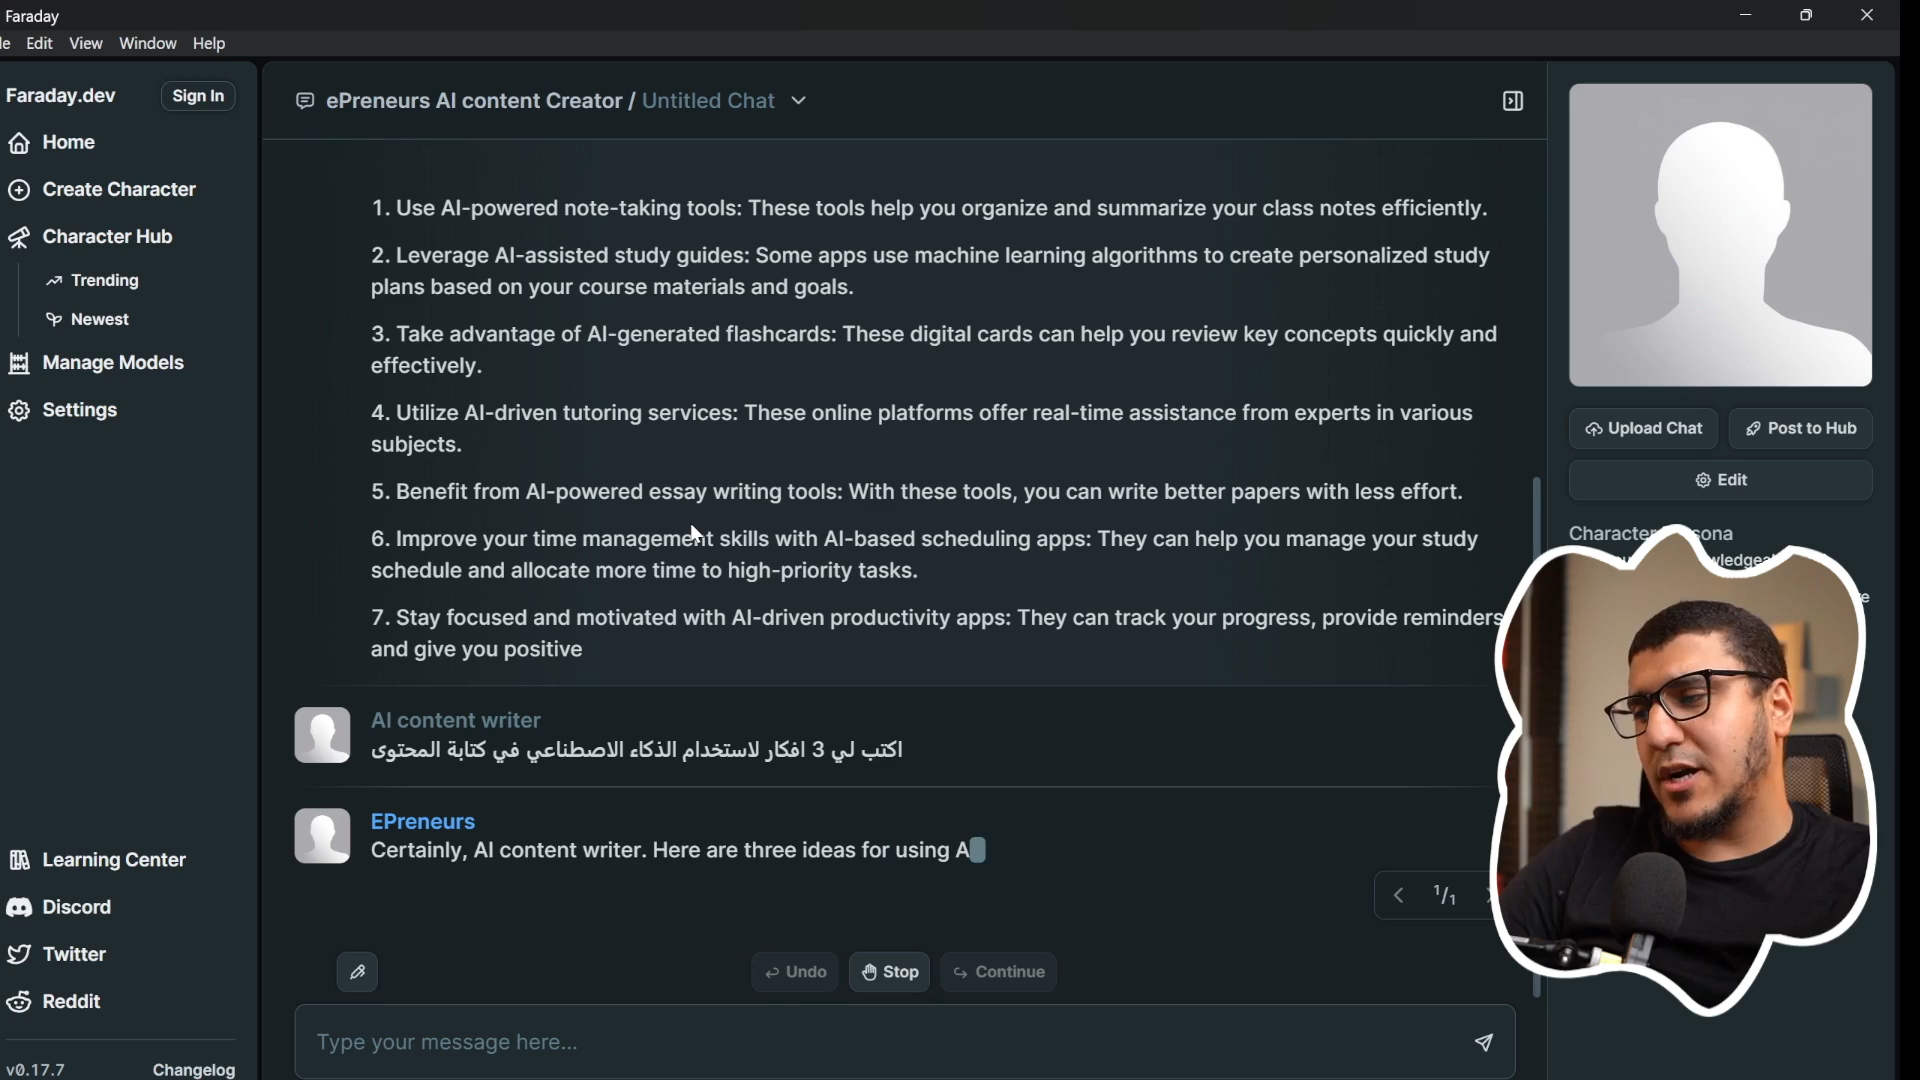 Faraday
Edit View Window Help
Faraday.dev
Sign In
Home
Create Character
Character Hub
Trending
Newest
Manage Models
Settings
Learning Center
Discord
Twitter
Reddit
v0.17.7
Changelog
ePreneurs AI content Creator / Untitled Chat
1. Use AI-powered note-taking tools: These tools help you organize and summarize your class notes efficiently.
2. Leverage AI-assisted study guides: Some apps use machine learning algorithms to create personalized study
plans based on your course materials and goals.
3. Take advantage of AI-generated flashcards: These digital cards can help you review key concepts quickly and
effectively.
4. Utilize AI-driven tutoring services: These online platforms offer real-time assistance from experts in various
subjects.
5. Benefit from AI-powered essay writing tools: With these tools, you can write better papers with less effort.
6. Improve your time management skills with AI-based scheduling apps: They can help you manage your study
schedule and allocate more time to high-priority tasks.
7. Stay focused and motivated with AI-driven productivity apps: They can track your progress, provide reminders
and give you positive
AI content writer
اكتب لي 3 افكار لاستخدام الذكاء الاصطناعي في كتابة المحتوى
EPreneurs
Certainly, AI content writer. Here are three ideas for using A
1/1
Undo
Stop
Continue
Type your message here...
Upload Chat
Post to Hub
Edit
Character